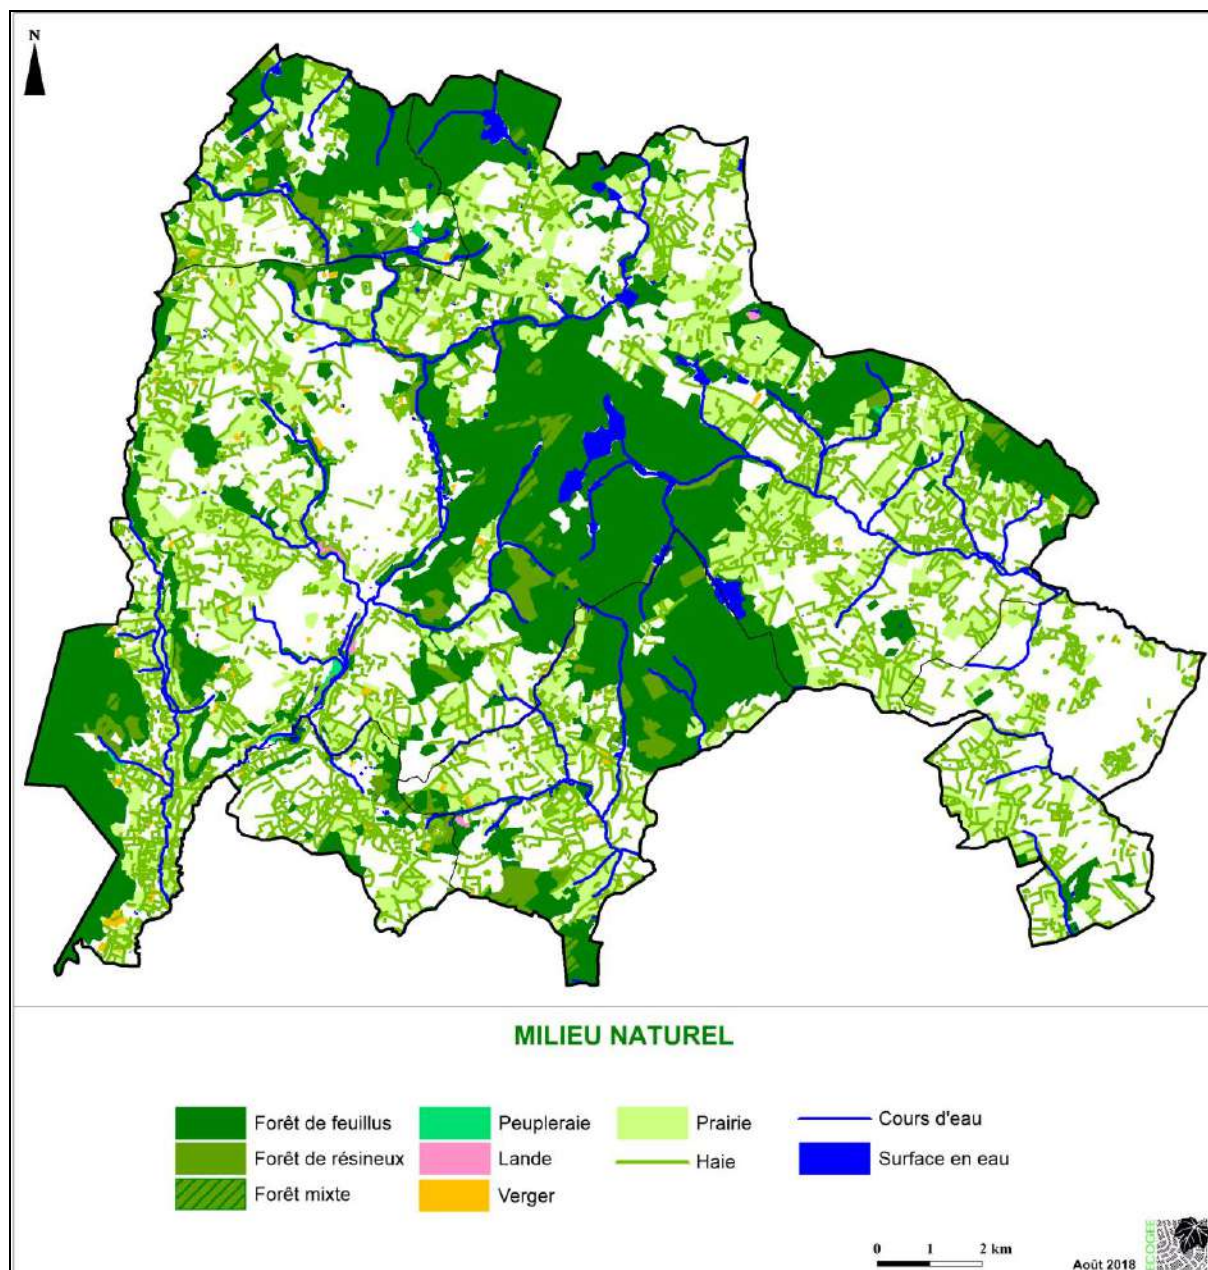 N
MILIEU NATUREL
Forêt de feuillus
Peupleraie
Prairie
Cours d'eau
Forêt de résineux
Lande
Haie
Surface en eau
Forêt mixte
Verger
0 1 2 km
Août 2018
ECOGEE